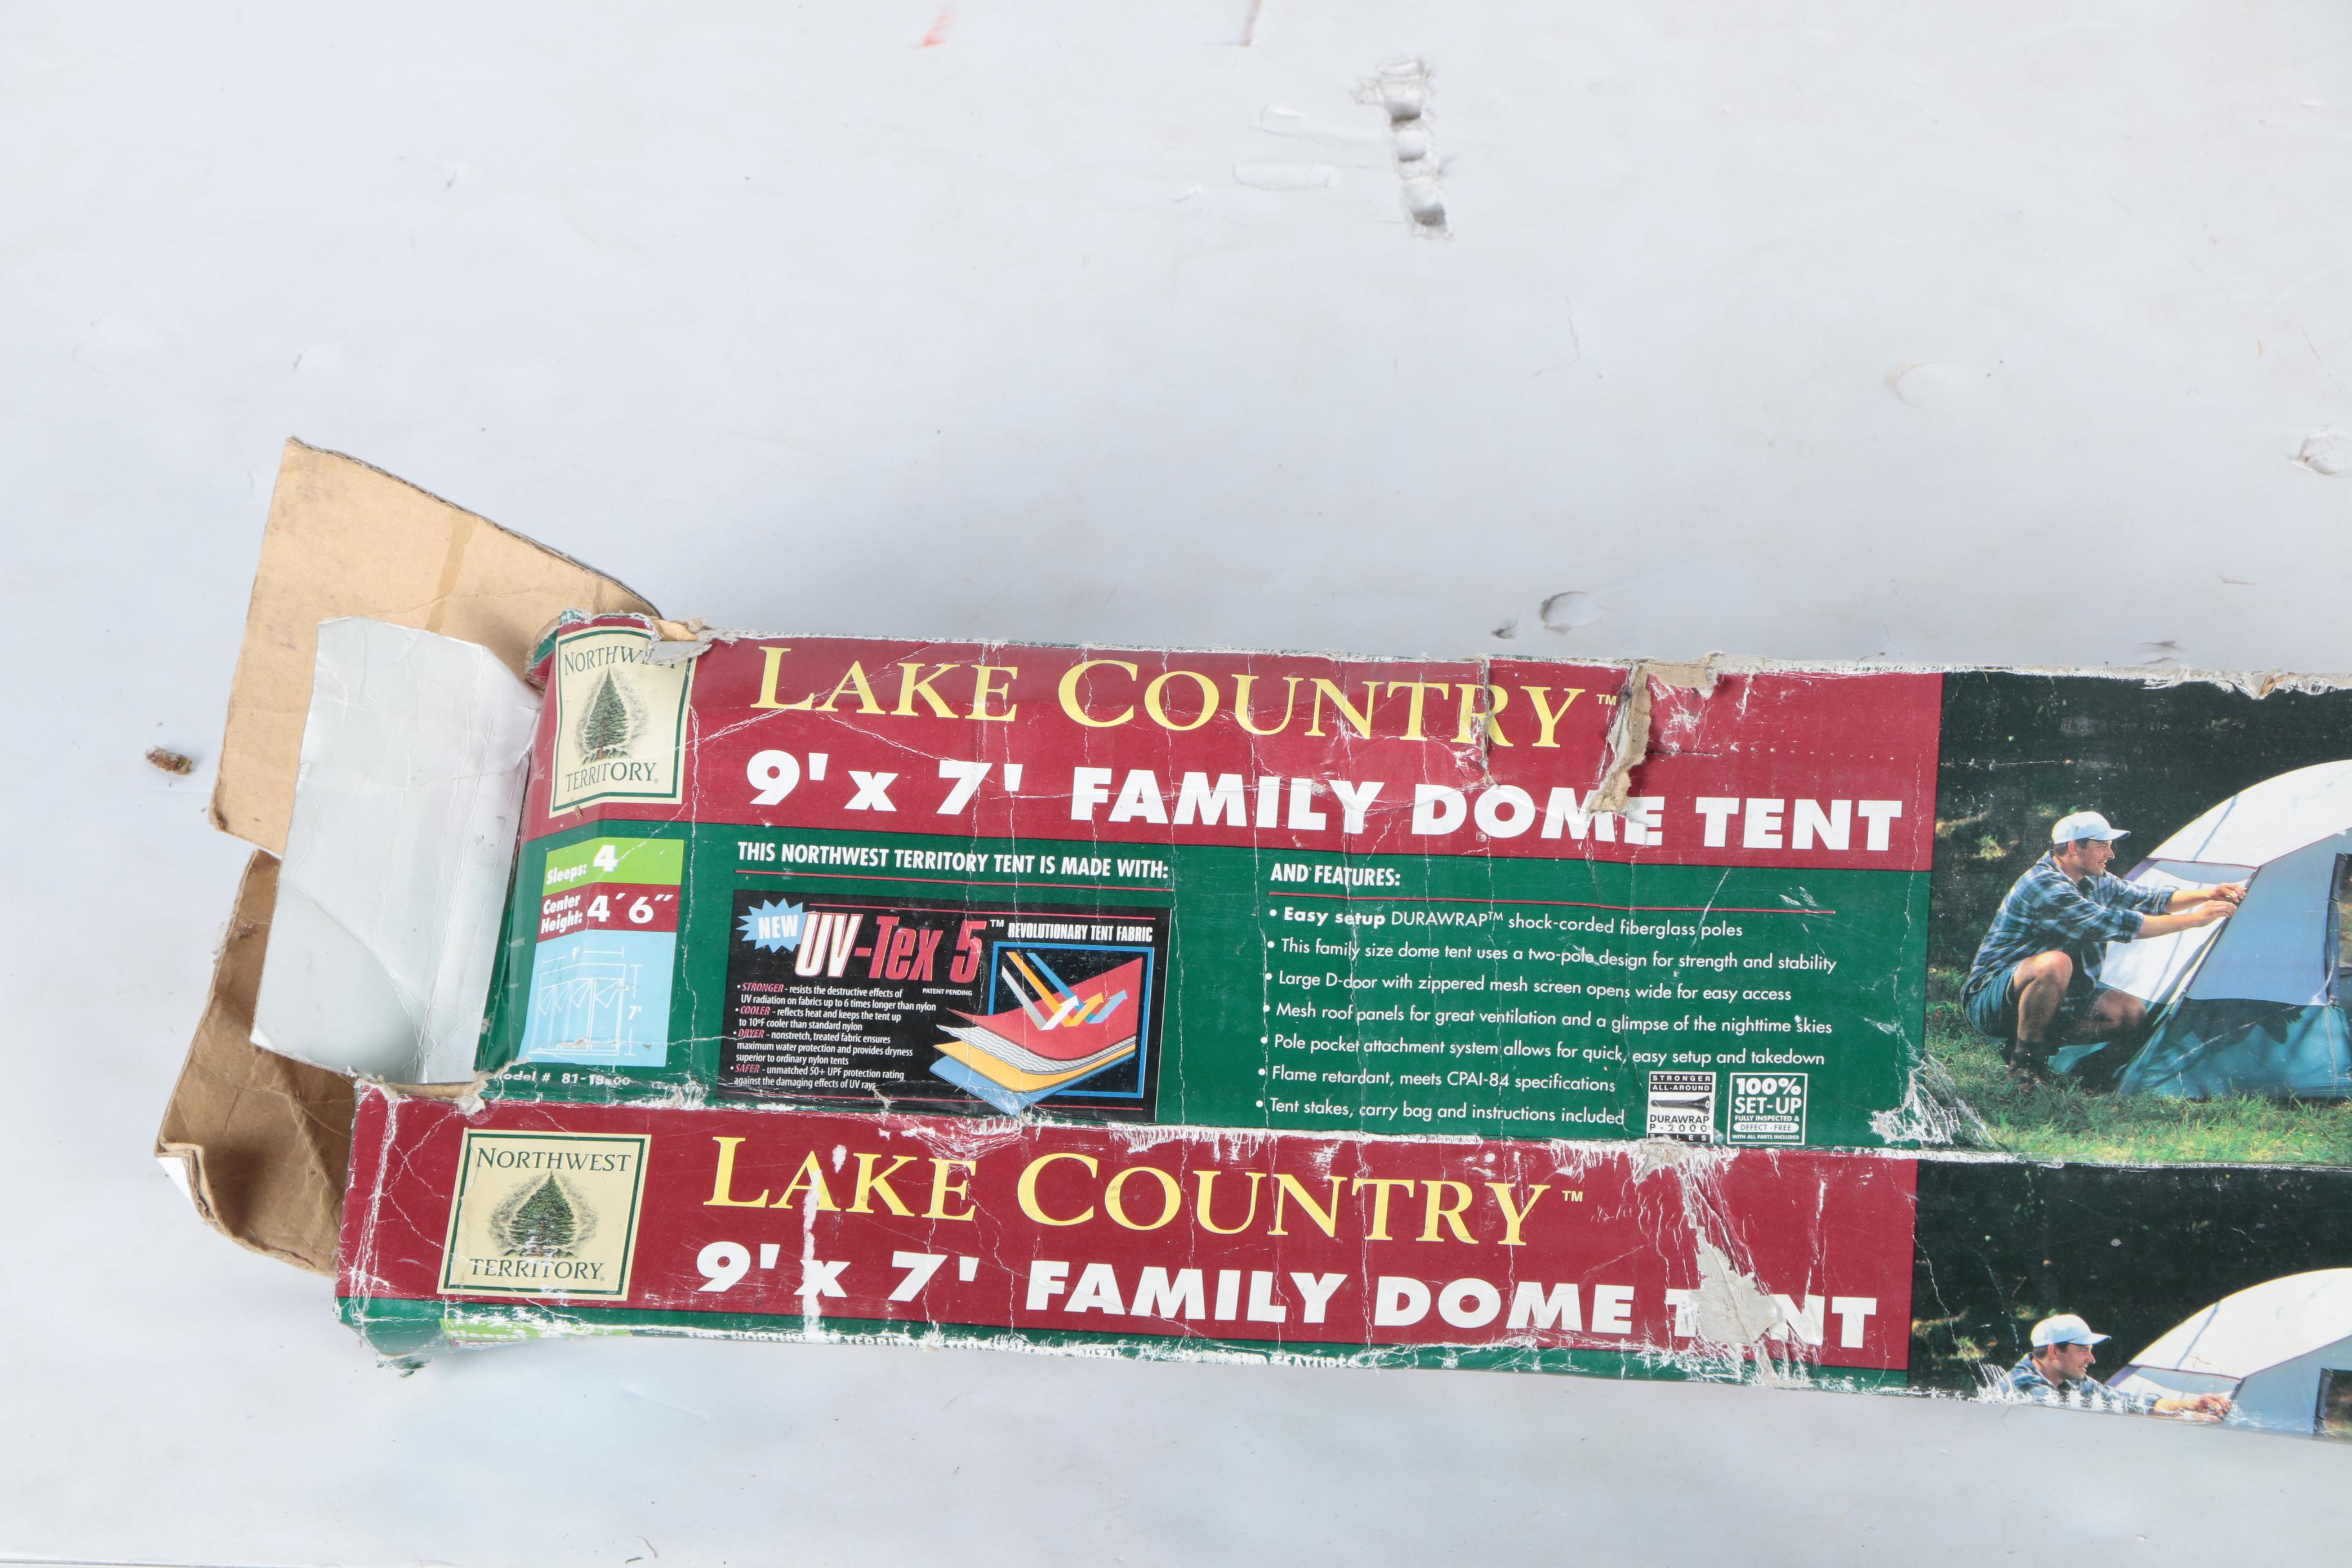 NORTHW
TERRITORY®
LAKE COUNTRY™
9' x 7' FAMILY DOME TENT
Sleeps: 4
Center
Height: 4'6"
9'
7'
odel # 81-
THIS NORTHWEST TERRITORY TENT IS MADE WITH:
NEW UV-Tex 5™ REVOLUTIONARY TENT FABRIC
PATENT PENDING
• STRONGER - resists the destructive effects of
UV radiation on fabrics up to 6 times longer than nylon
• COOLER - reflects heat and keeps the tent up
to 10ºF cooler than standard nylon
• DRYER - nonstretch, treated fabric ensures
maximum water protection and provides dryness
superior to ordinary nylon tents
• SAFER - unmatched 50+ UPF protection rating
against the damaging effects of UV rays
AND FEATURES:
• Easy setup DURAWRAP™ shock-corded fiberglass poles
• This family size dome tent uses a two-pole design for strength and stability
• Large D-door with zippered mesh screen opens wide for easy access
• Mesh roof panels for great ventilation and a glimpse of the nighttime skies
• Pole pocket attachment system allows for quick, easy setup and takedown
• Flame retardant, meets CPAI-84 specifications
• Tent stakes, carry bag and instructions included
STRONGER
ALL-AROUND
DURAWRAP
P-2000
100%
SET-UP
FULLY INSPECTED &
DEFECT-FREE
WITH ALL PARTS INCLUDED
NORTHWEST
TERRITORY®
LAKE COUNTRY™
9' x 7' FAMILY DOME T NT